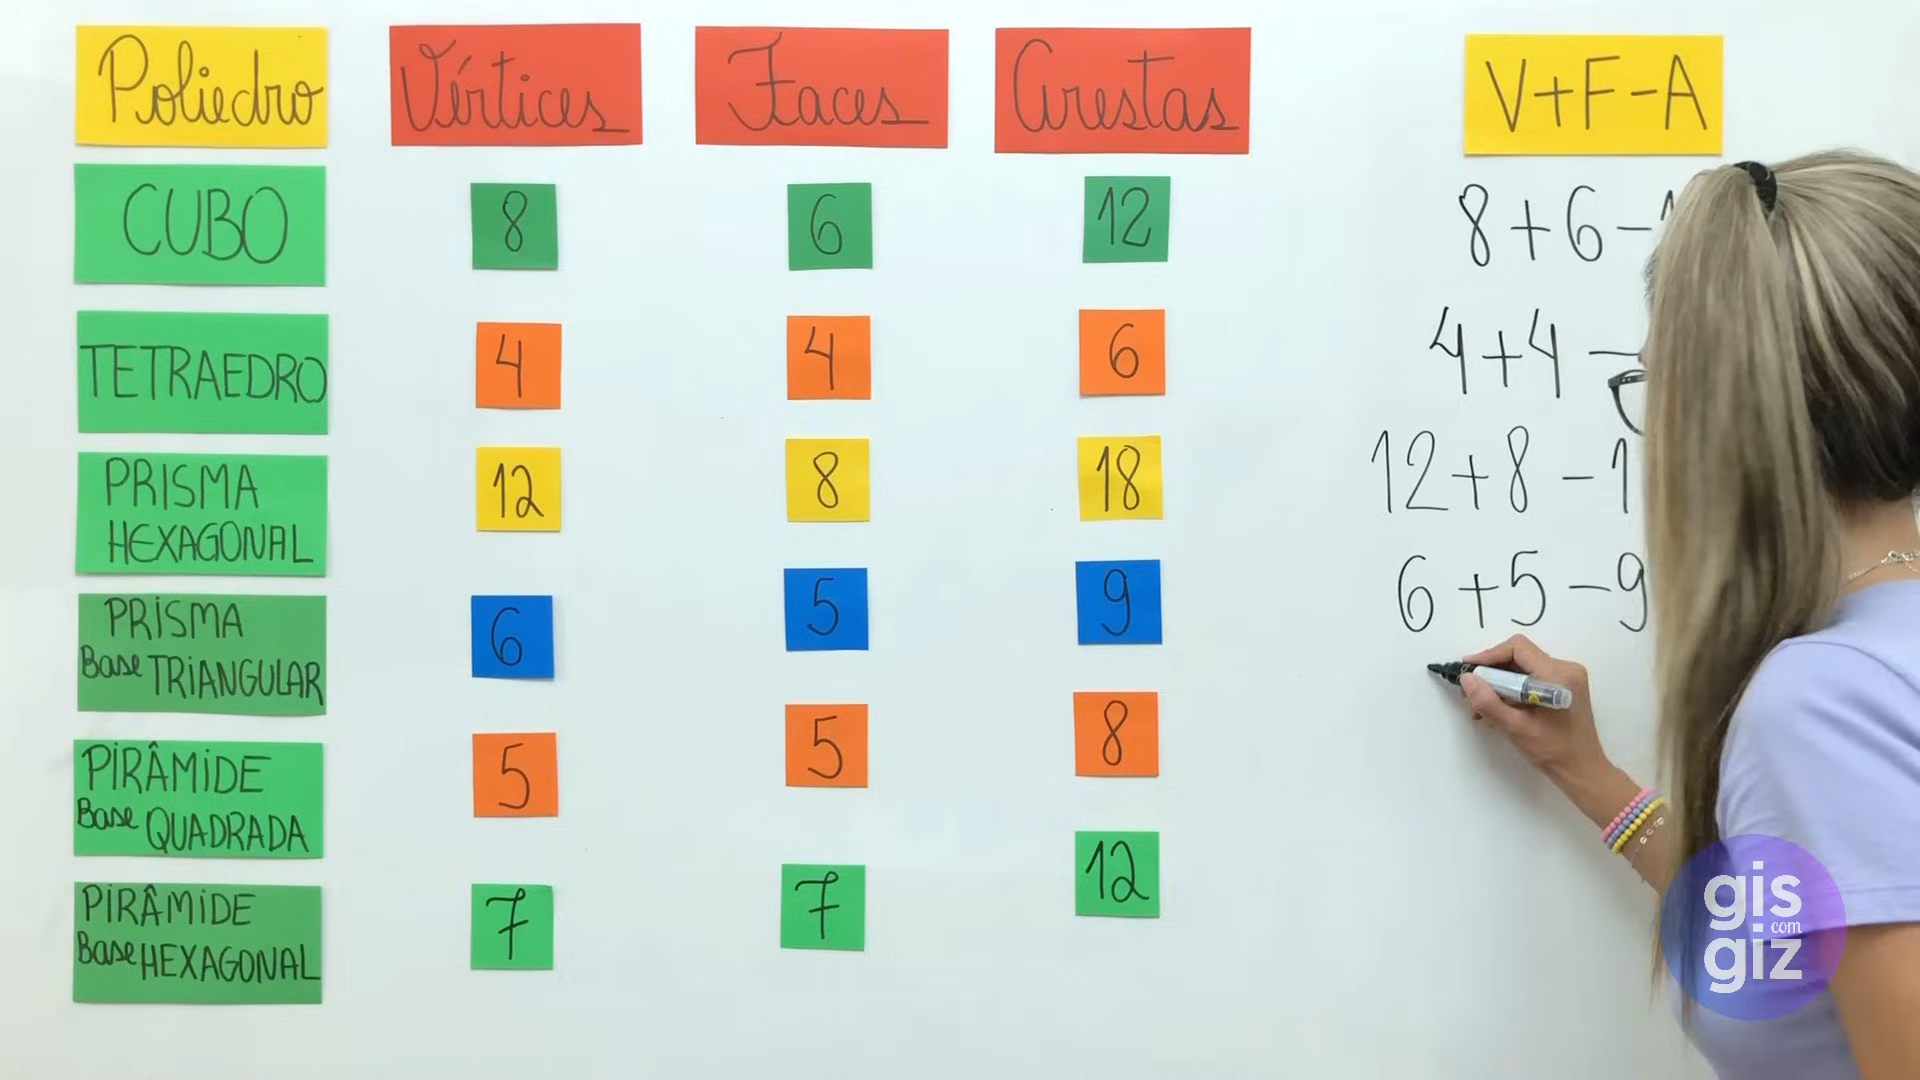 Poliedro Vértices Faces Arestas V+F-A
CUBO 8 6 12 8+6-
TETRAEDRO 4 4 6 4+4-
PRISMA
HEXAGONAL 12 8 18 12+8-1
PRISMA
Base TRIANGULAR 6 5 9 6+5-9
PIRÂMIDE
Base QUADRADA 5 5 8
PIRÂMIDE
Base HEXAGONAL 7 7 12
gis
com
giz